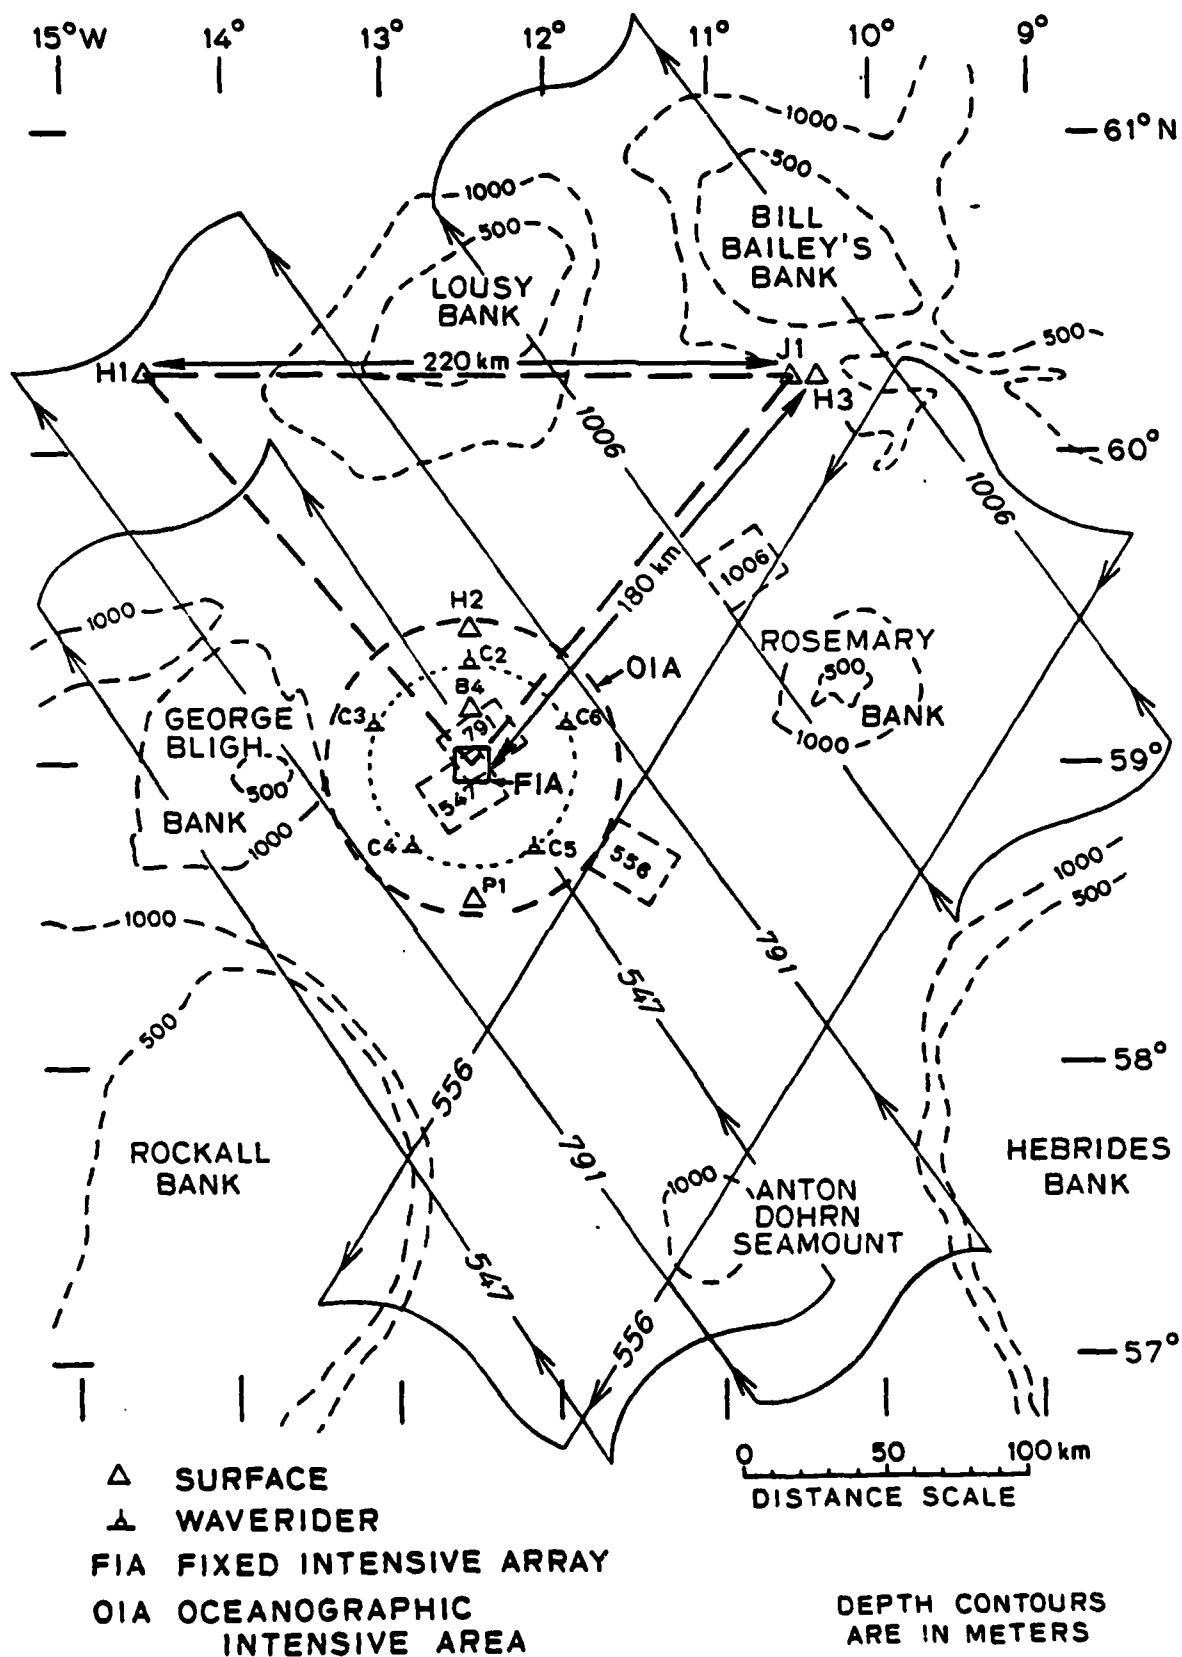 15°W 14° 13° 12° 11° 10° 9°
1000
61°N
500
1000
BILL
BAILEY'S
BANK
500
LOUSY
BANK
500
J1
220 km
H1
H3
1006
60°
1006
1006
180 km
1000
H2
ROSEMARY
500
BANK
1000
C2
OIA
B4
C3
791
C6
GEORGE
BLIGH
500
BANK
59°
FIA
547
1000
C4
C5
556
1000
500
P1
1000
791
547
500
58°
556
ROCKALL
BANK
791
HEBRIDES
BANK
1000
ANTON
DOHRN
SEAMOUNT
547
556
57°
0 50 100 km
DISTANCE SCALE
SURFACE
WAVERIDER
FIA FIXED INTENSIVE ARRAY
OIA OCEANOGRAPHIC
INTENSIVE AREA
DEPTH CONTOURS
ARE IN METERS